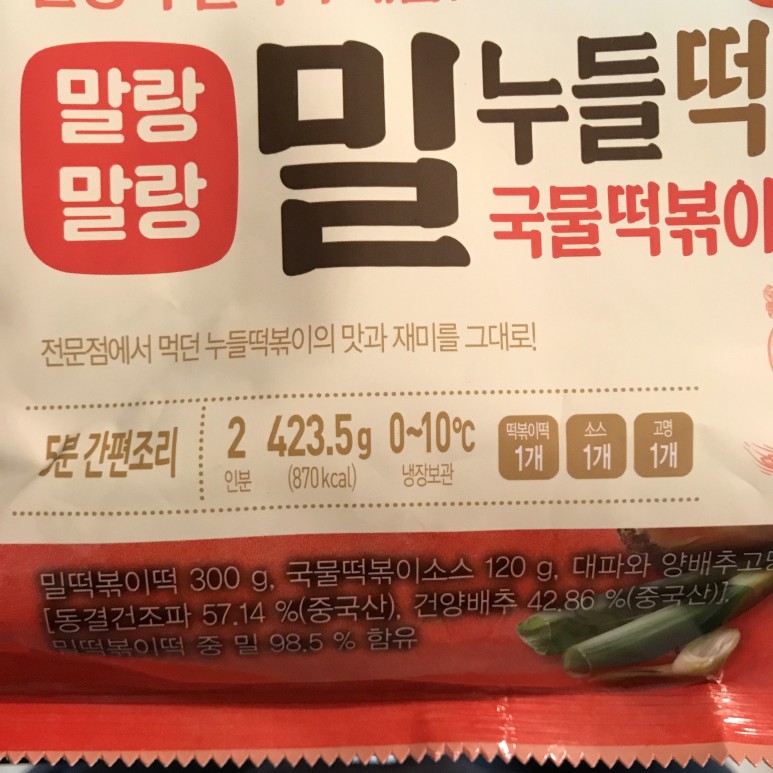 말랑
말랑
밀누들떡
국물떡볶이
전문점에서 먹던 누들떡볶이의 맛과 재미를 그대로!
5분 간편조리
2
인분
423.5g
(870kcal)
0~10℃
냉장보관
떡볶이떡
1개
소스
1개
고명
1개
밀떡볶이떡 300 g, 국물떡볶이소스 120 g, 대파와 양배추고명
[동결건조파 57.14 %(중국산), 건양배추 42.86 %(중국산)],
밀떡볶이떡 중 밀 98.5 % 함유